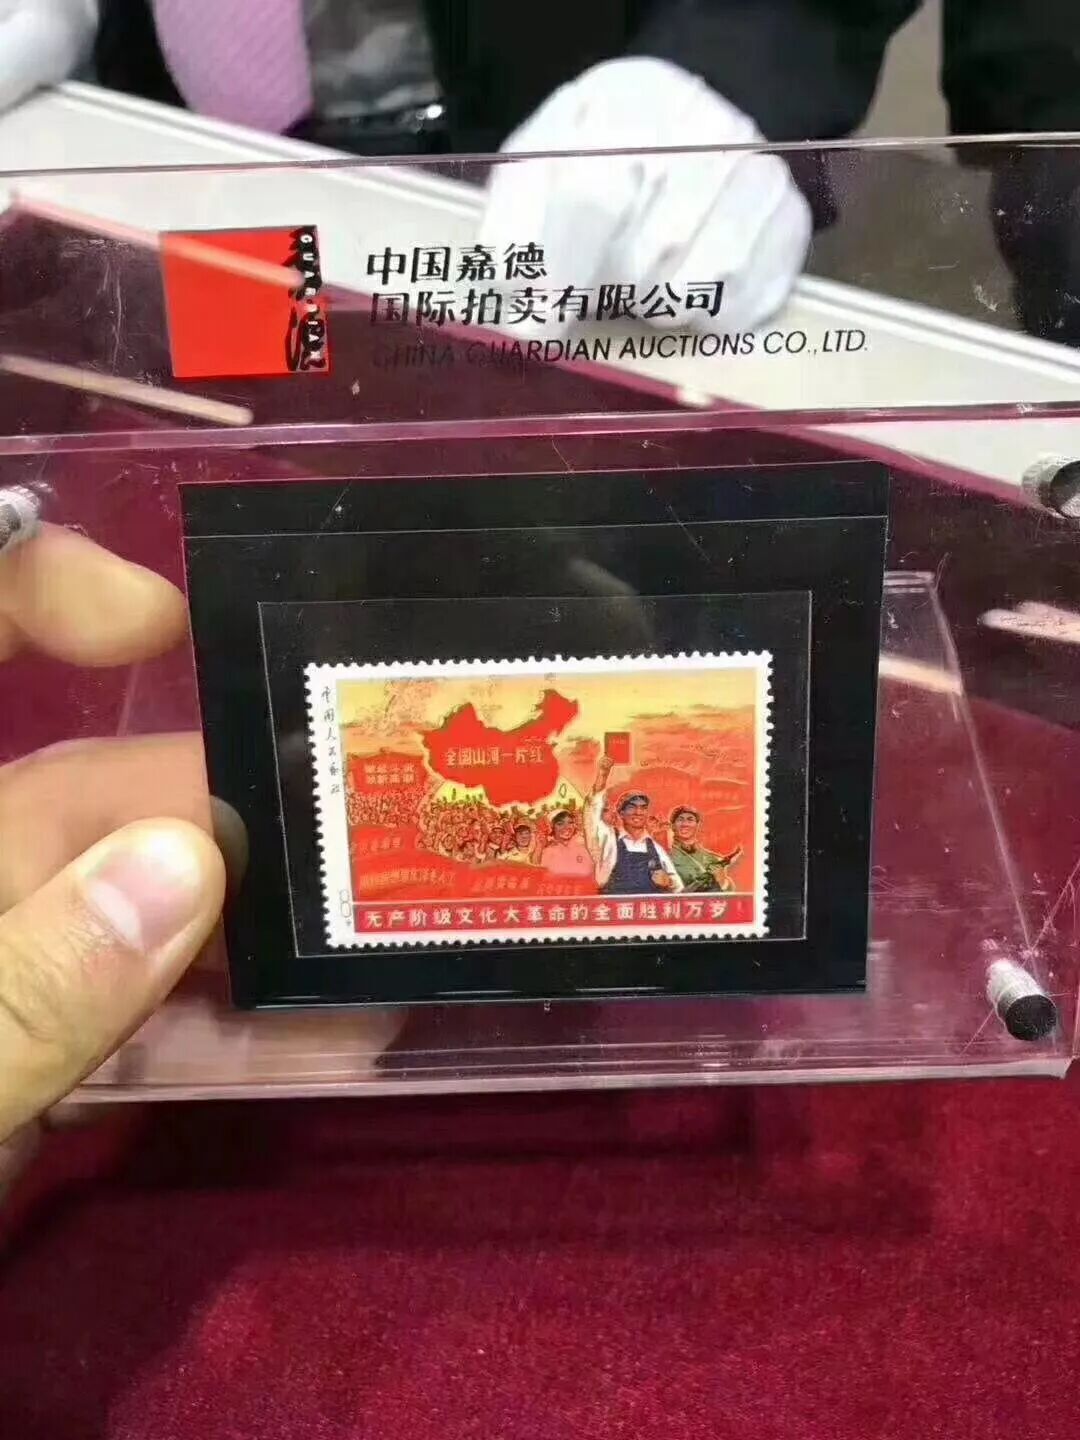 中国嘉德
国际拍卖有限公司
CHINA GUARDIAN AUCTIONS CO.,LTD.
中国人民邮政
全国山河一片红
8
无产阶级文化大革命的全面胜利万岁！